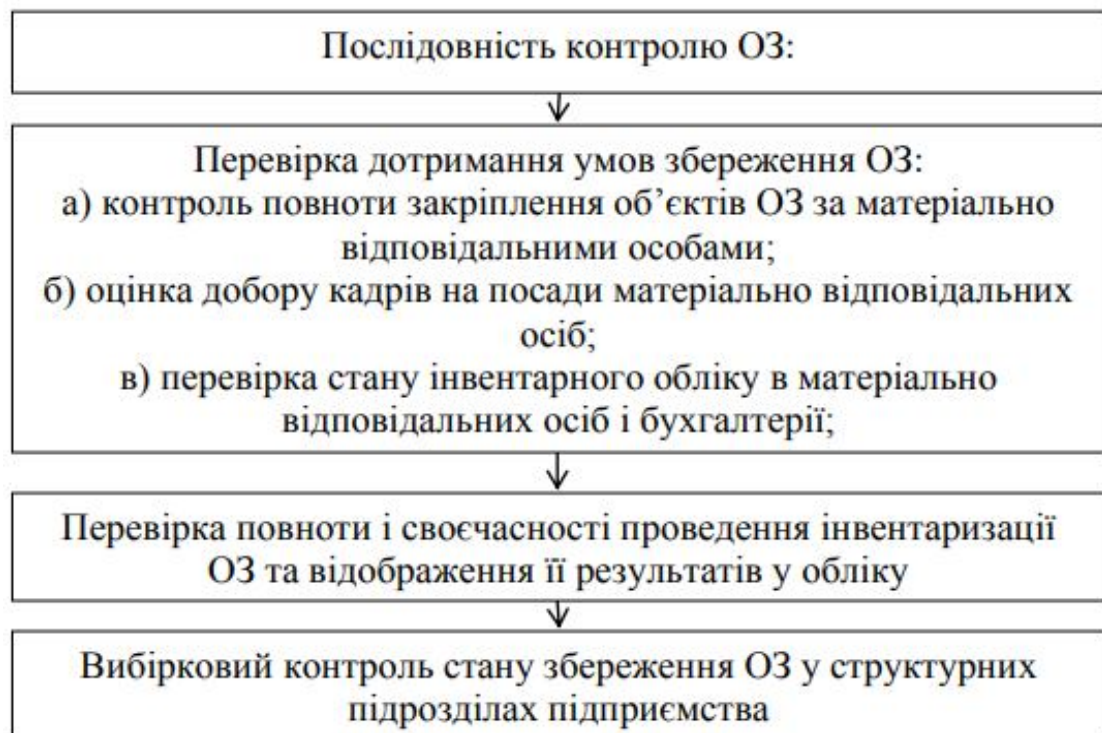 Послідовність контролю ОЗ:
Перевірка дотримання умов збереження ОЗ:
а) контроль повноти закріплення об’єктів ОЗ за матеріально
відповідальними особами;
б) оцінка добору кадрів на посади матеріально відповідальних
осіб;
в) перевірка стану інвентарного обліку в матеріально
відповідальних осіб і бухгалтерії;
Перевірка повноти і своєчасності проведення інвентаризації
ОЗ та відображення її результатів у обліку
Вибірковий контроль стану збереження ОЗ у структурних
підрозділах підприємства